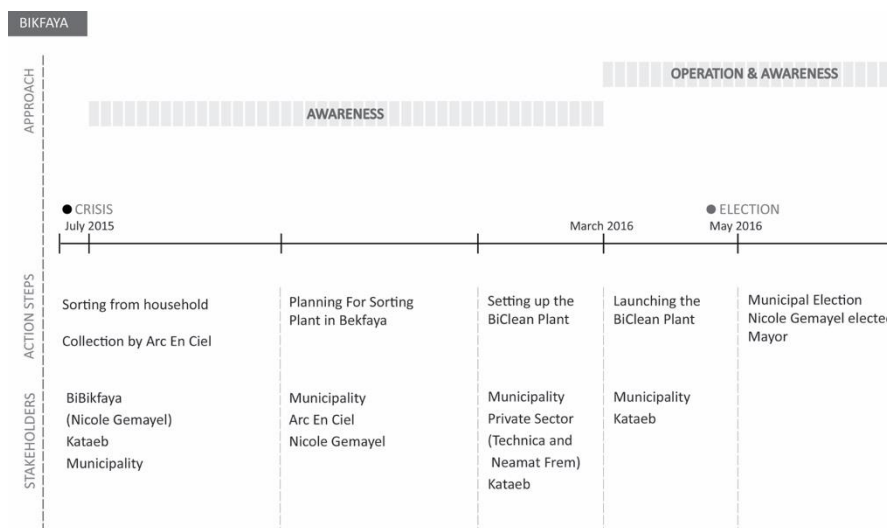 BIKFAYA
APPROACH
OPERATION & AWARENESS
AWARENESS
CRISIS
July 2015
March 2016
ELECTION
May 2016
ACTION STEPS
Sorting from household
Collection by Arc En Ciel
Planning For Sorting
Plant in Bekfaya
Setting up the
BiClean Plant
Launching the
BiClean Plant
Municipal Election
Nicole Gemayel electe
Mayor
STAKEHOLDERS
BiBikfaya
(Nicole Gemayel)
Kataeb
Municipality
Municipality
Arc En Ciel
Nicole Gemayel
Municipality
Private Sector
(Technica and
Neamat Frem)
Kataeb
Municipality
Kataeb